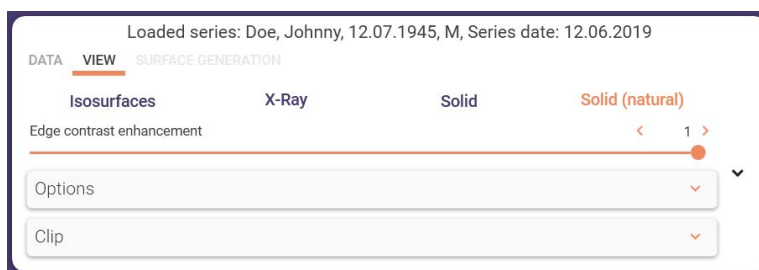 Loaded series: Doe, Johnny, 12.07.1945, M, Series date: 12.06.2019
DATA VIEW SURFACE GENERATION
Isosurfaces X-Ray Solid Solid (natural)
Edge contrast enhancement < 1 >
Options
Clip